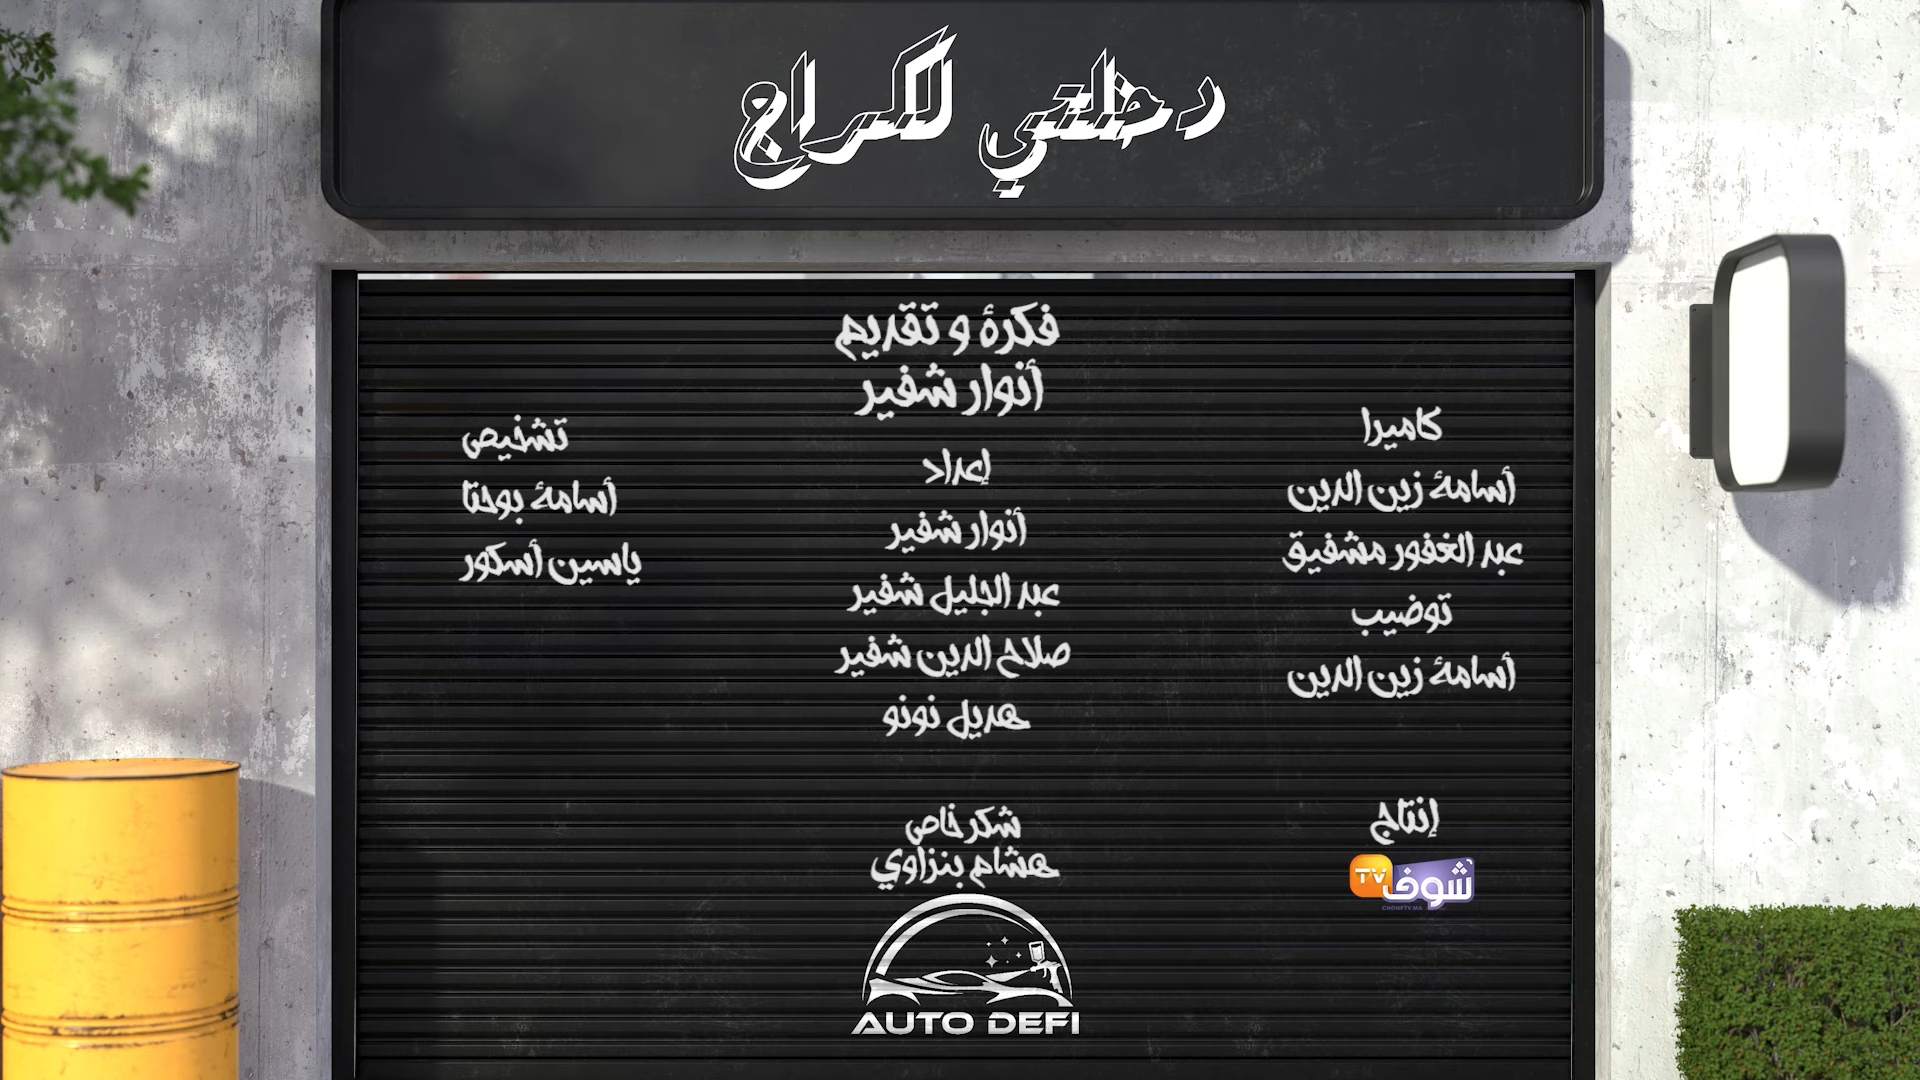 دخلتي لكراج
فكرة و تقديم
أنوار شفير
كاميرا
أسامة زين الدين
عبد الغفور مشفيق
توضيب
أسامة زين الدين
إعداد
أنوار شفير
عبد الجليل شفير
صلاح الدين شفير
هديل نونو
تشخيص
أسامة بوحتا
ياسين أسكور
إنتاج
شوف TV
CHOUFTV.MA
شكر خاص
هشام بنزاوي
AUTO DEFI